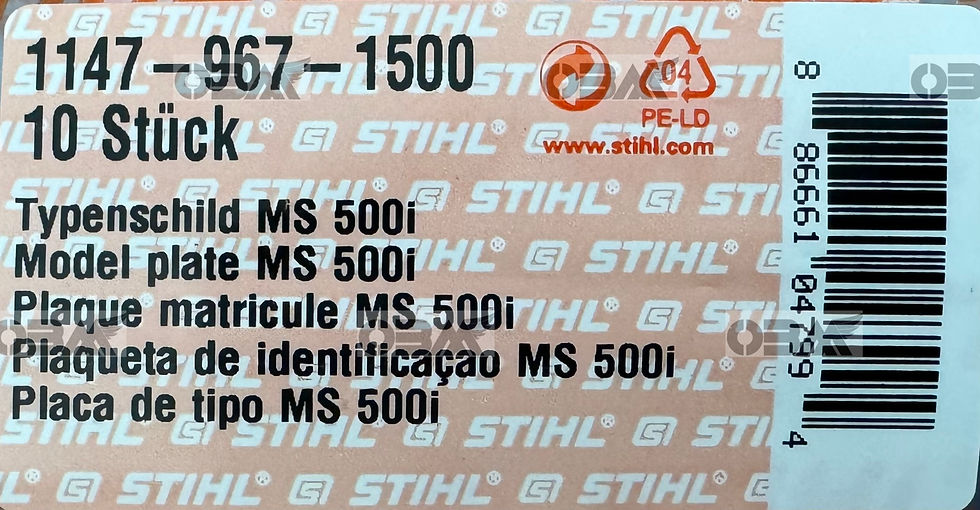 1147-967-1500
10 Stück
04
PE-LD
www.stihl.com
Typenschild MS 500i
Model plate MS 500i
Plaque matricule MS 500i
Plaqueta de identificaçao MS 500i
Placa de tipo MS 500i
8 86661 04799 4
STIHL®